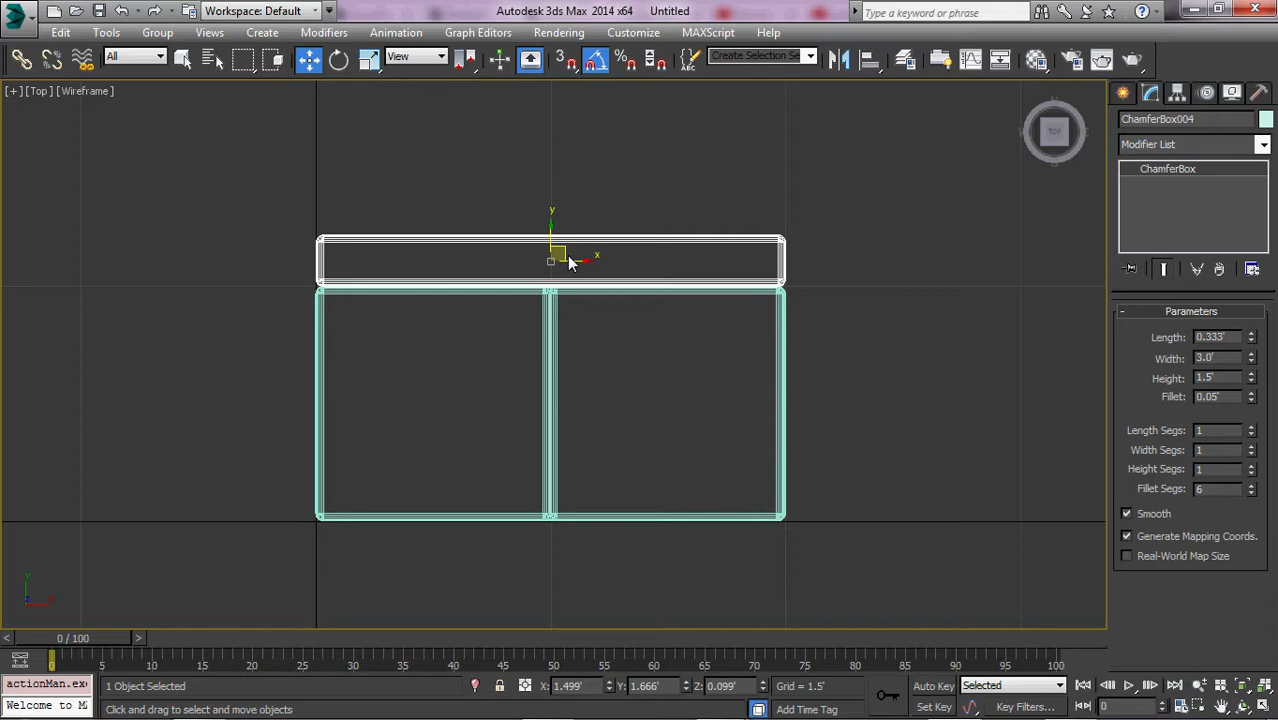 Workspace: Default
Autodesk 3ds Max 2014 x64 Untitled
Type a keyword or phrase
Edit Tools Group Views Create Modifiers Animation Graph Editors Rendering Customize MAXScript Help
All
View
3
Create Selection Se
[+] [Top] [Wireframe]
TOP
y
x
ChamferBox004
Modifier List
ChamferBox
- Parameters
Length: 0.333'
Width: 3.0'
Height: 1.5'
Fillet: 0.05'
Length Segs: 1
Width Segs: 1
Height Segs: 1
Fillet Segs: 6
Smooth
Generate Mapping Coords.
Real-World Map Size
< 0 / 100 >
0 5 10 15 20 25 30 35 40 45 50 55 60 65 70 75 80 85 90 95 100
actionMan.exe
1 Object Selected
X: 1.499' Y: 1.666' Z: 0.099' Grid = 1.5'
Auto Key Selected
Welcome to MA
Click and drag to select and move objects
Add Time Tag
Set Key Key Filters...
0